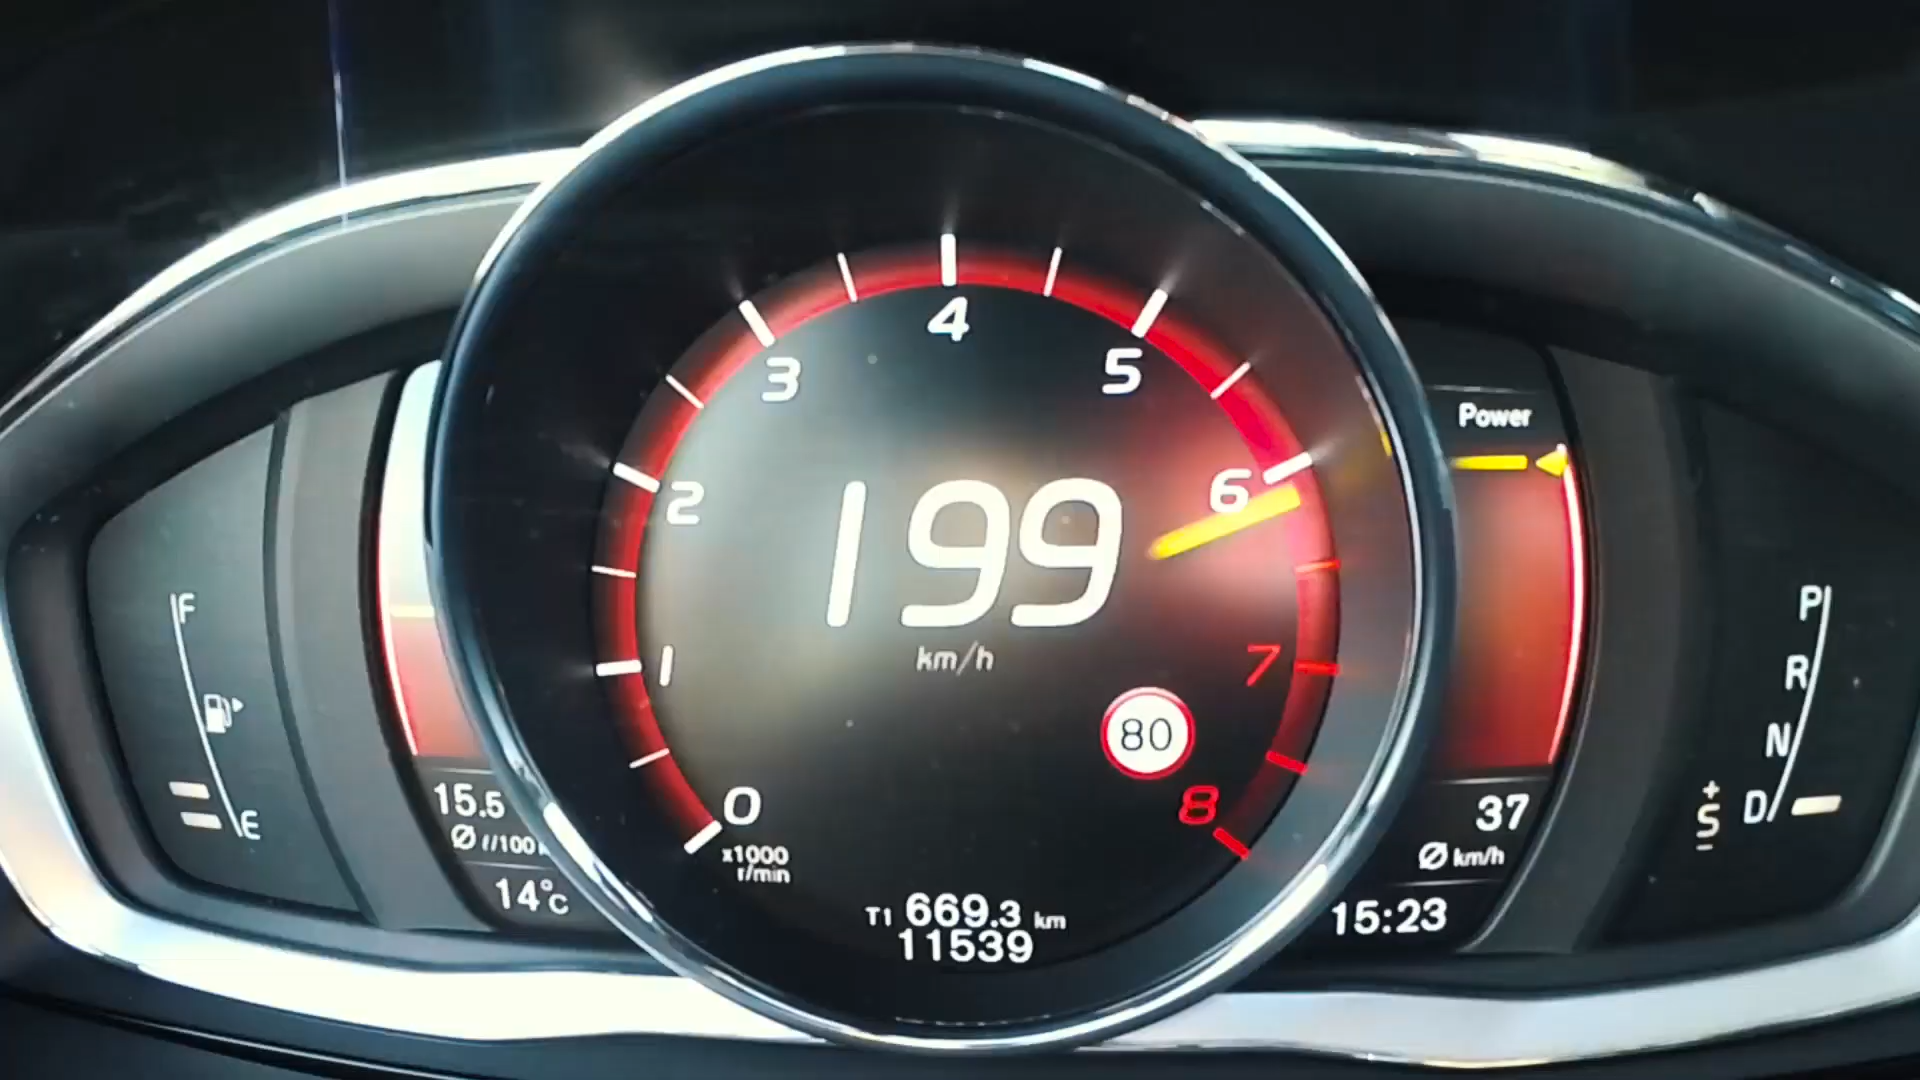 4
3
5
Power
2
6
199
F
P
km/h
1
7
R
80
N
15.5
0
8
37
+
S
-
D
E
Ø l/100
x1000
r/min
Ø km/h
14°C
T1 669.3 km
15:23
11539